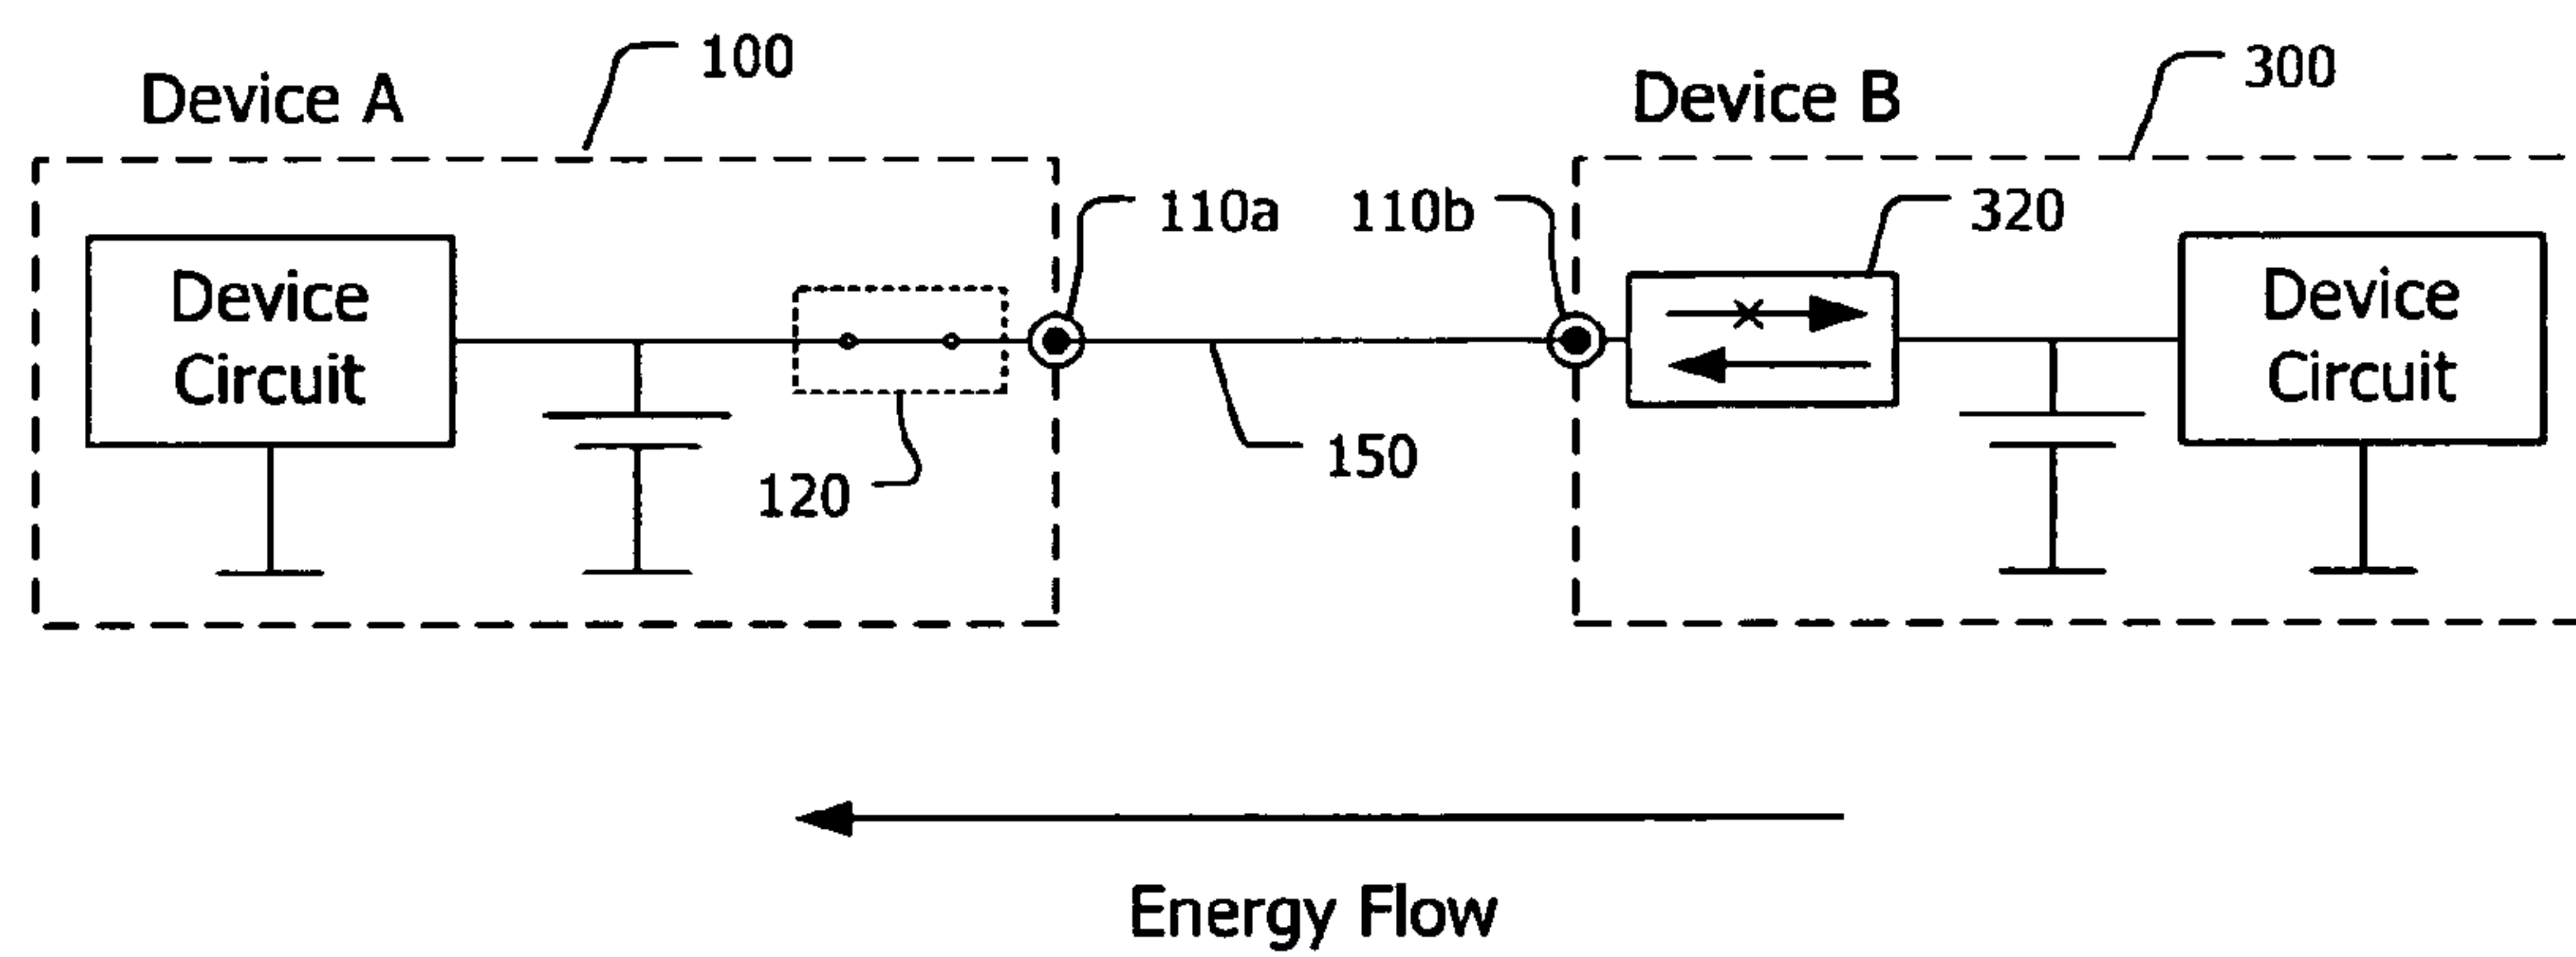 Device A
100
Device B
300
110a
110b
320
Device
Circuit
Device
Circuit
120
150
Energy Flow